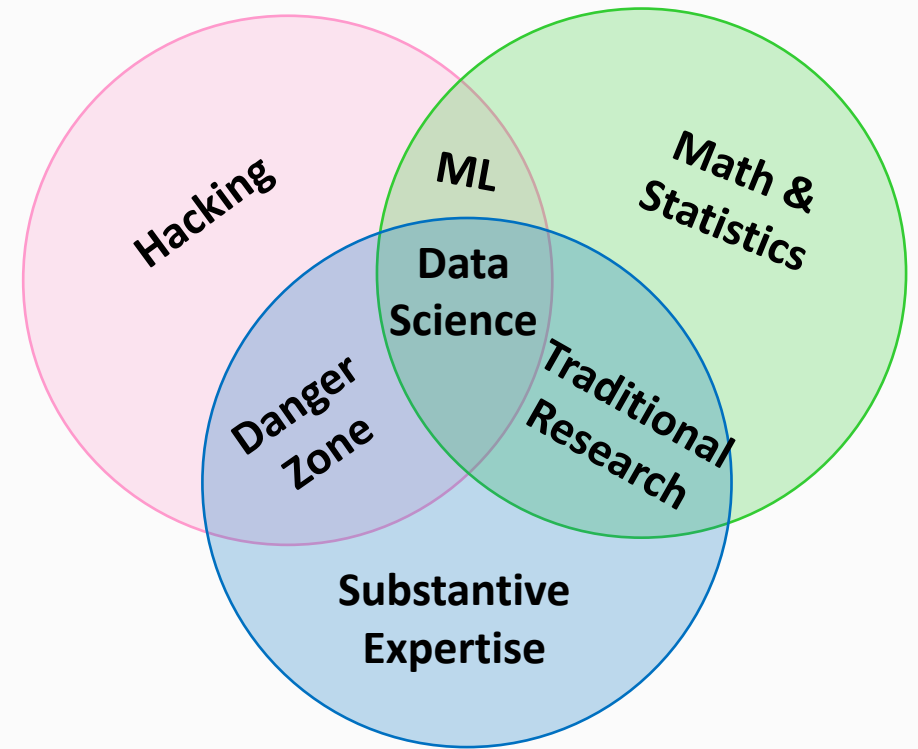 Hacking
ML
Math &
Statistics
Data
Science
Danger
Zone
Traditional
Research
Substantive
Expertise